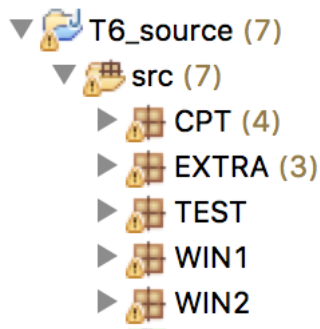 T6_source (7)
src (7)
CPT (4)
EXTRA (3)
TEST
WIN1
WIN2